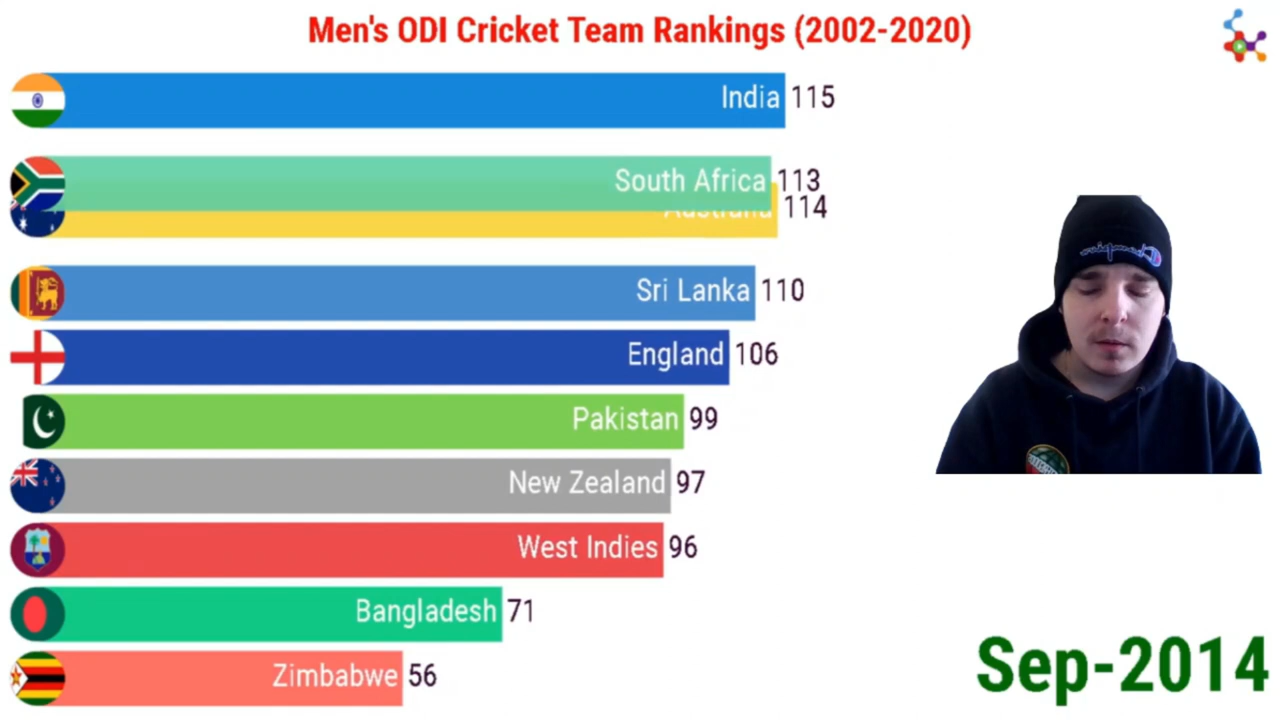 Men's ODI Cricket Team Rankings (2002-2020)
India 115
South Africa 113
Australia 114
Sri Lanka 110
England 106
Pakistan 99
New Zealand 97
West Indies 96
Bangladesh 71
Zimbabwe 56
Sep-2014